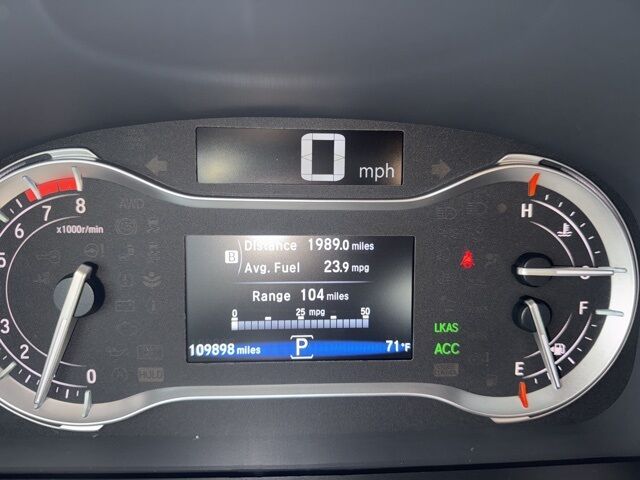 0 mph
8
7
AWD
6
x1000r/min
5
3
2
0
HOLD
B
Distance 1989.0 miles
Avg. Fuel 23.9 mpg
Range 104 miles
0 25 mpg 50
109898 miles P 71°F
LKAS
ACC
H
C
F
E